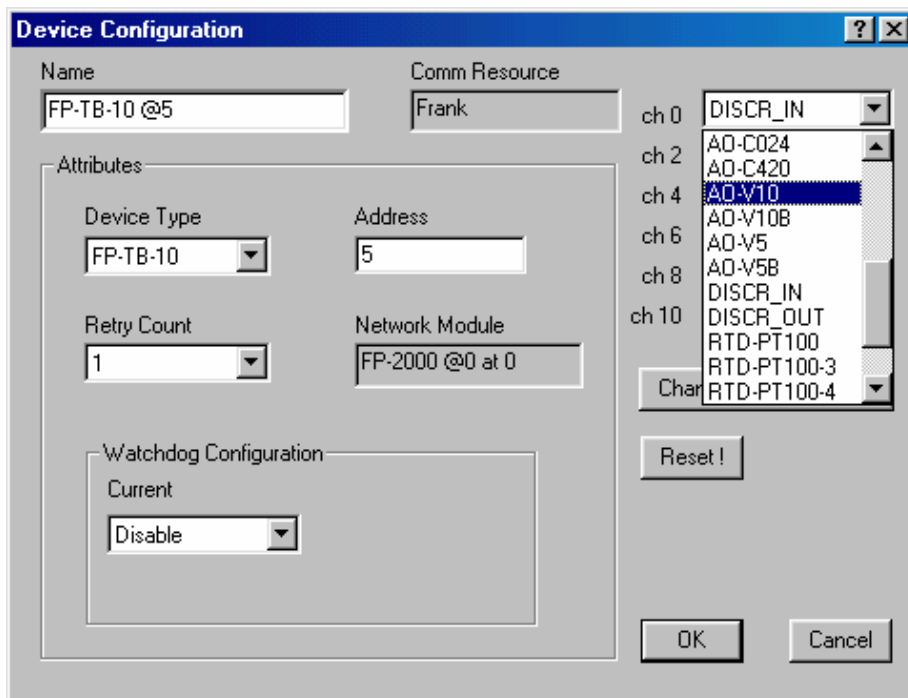 Device Configuration
Name
FP-TB-10 @5
Comm Resource
Frank
Attributes
Device Type
FP-TB-10
Address
5
Retry Count
1
Network Module
FP-2000 @0 at 0
Watchdog Configuration
Current
Disable
ch 0
DISCR_IN
ch 2
ch 4
ch 6
ch 8
ch 10
AO-C024
AO-C420
AO-V10
AO-V10B
AO-V5
AO-V5B
DISCR_IN
DISCR_OUT
RTD-PT100
RTD-PT100-3
RTD-PT100-4
Reset !
OK
Cancel